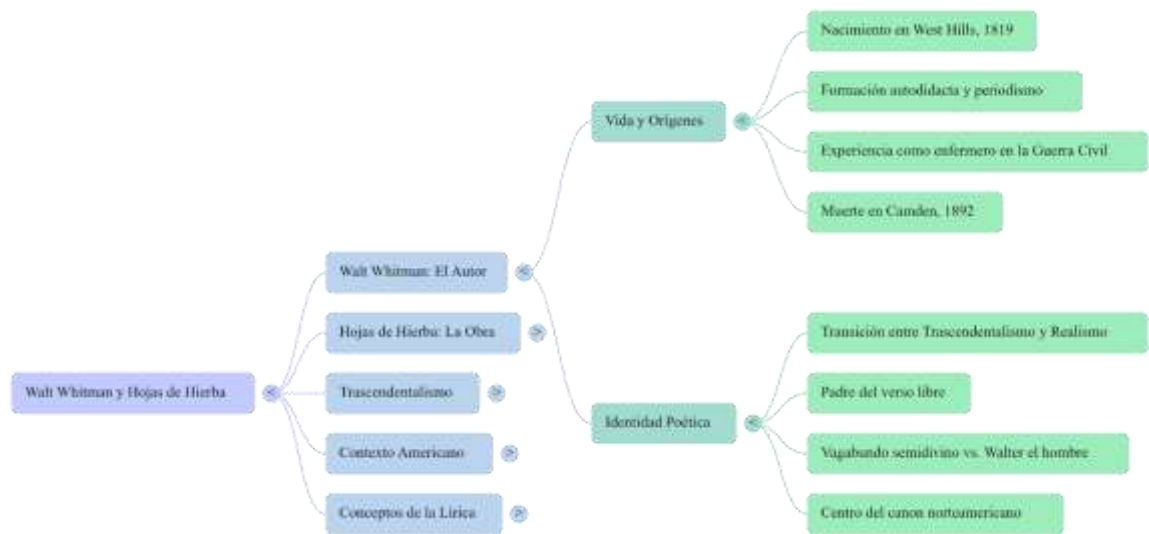 Walt Whitman y Hojas de Hierba
Walt Whitman: El Autor
Hojas de Hierba: La Obra
Trascendentalismo
Contexto Americano
Conceptos de la Lírica
Vida y Orígenes
Identidad Poética
Nacimiento en West Hills, 1819
Formación autodidacta y periodismo
Experiencia como enfermero en la Guerra Civil
Muerte en Camden, 1892
Transición entre Trascendentalismo y Realismo
Padre del verso libre
Vagabundo semidivino vs. Walter el hombre
Centro del canon norteamericano